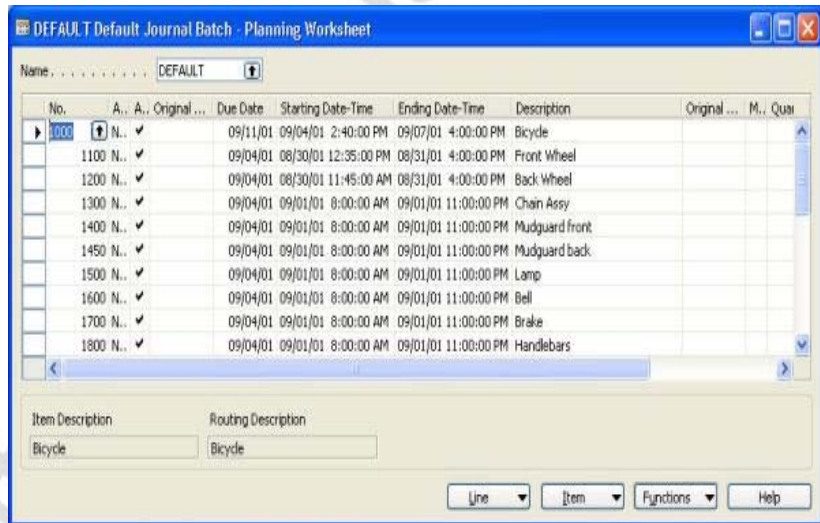 DEFAULT Default Journal Batch - Planning Worksheet
Name . . . . . . . . . . DEFAULT
No. A.. A.. Original ... Due Date Starting Date-Time Ending Date-Time Description Original ... M.. Quai
1000 N.. 09/11/01 09/04/01 2:40:00 PM 09/07/01 4:00:00 PM Bicycle
1100 N.. 09/04/01 08/30/01 12:35:00 PM 08/31/01 4:00:00 PM Front Wheel
1200 N.. 09/04/01 08/30/01 11:45:00 AM 08/31/01 4:00:00 PM Back Wheel
1300 N.. 09/04/01 09/01/01 8:00:00 AM 09/01/01 11:00:00 PM Chain Assy
1400 N.. 09/04/01 09/01/01 8:00:00 AM 09/01/01 11:00:00 PM Mudguard front
1450 N.. 09/04/01 09/01/01 8:00:00 AM 09/01/01 11:00:00 PM Mudguard back
1500 N.. 09/04/01 09/01/01 8:00:00 AM 09/01/01 11:00:00 PM Lamp
1600 N.. 09/04/01 09/01/01 8:00:00 AM 09/01/01 11:00:00 PM Bell
1700 N.. 09/04/01 09/01/01 8:00:00 AM 09/01/01 11:00:00 PM Brake
1800 N.. 09/04/01 09/01/01 8:00:00 AM 09/01/01 11:00:00 PM Handlebars
Item Description Routing Description
Bicycle Bicycle
Line Item Functions Help